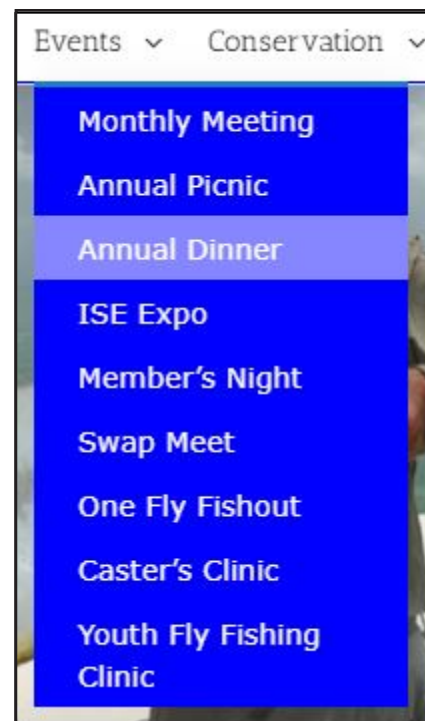 Events Conservation
Monthly Meeting
Annual Picnic
Annual Dinner
ISE Expo
Member’s Night
Swap Meet
One Fly Fishout
Caster’s Clinic
Youth Fly Fishing
Clinic